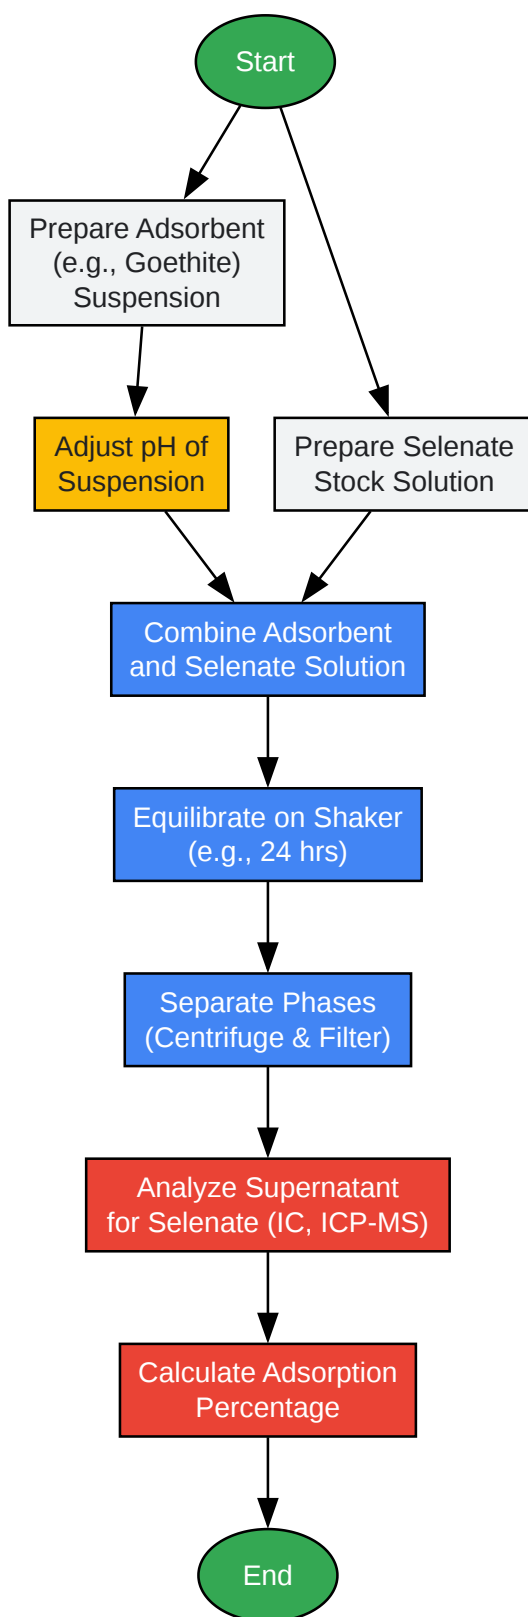 Start
Prepare Adsorbent
(e.g., Goethite)
Suspension
Adjust pH of
Suspension
Prepare Selenate
Stock Solution
Combine Adsorbent
and Selenate Solution
Equilibrate on Shaker
(e.g., 24 hrs)
Separate Phases
(Centrifuge & Filter)
Analyze Supernatant
for Selenate (IC, ICP-MS)
Calculate Adsorption
Percentage
End